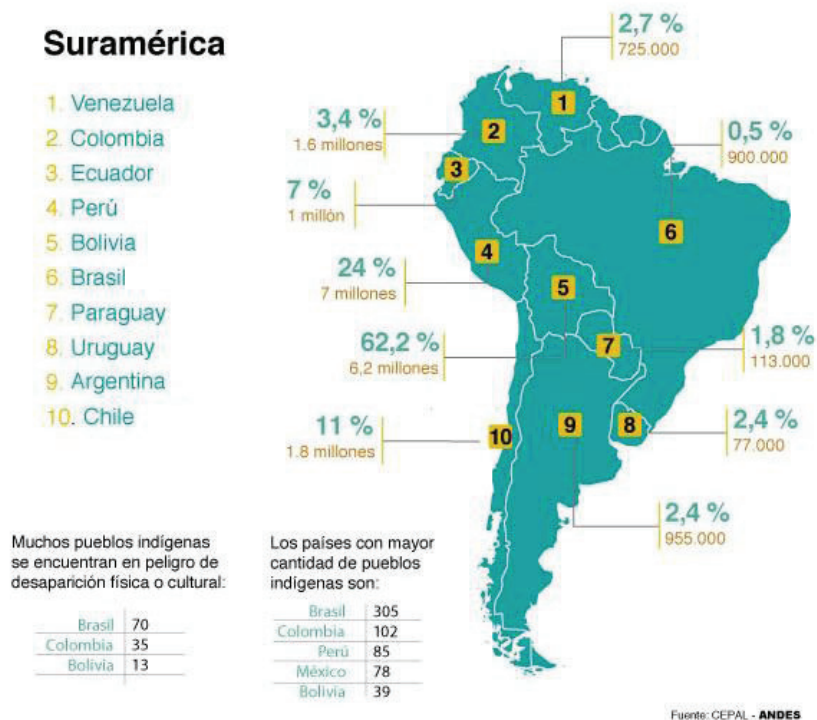 Suramérica
1. Venezuela
2. Colombia
3. Ecuador
4. Perú
5. Bolivia
6. Brasil
7. Paraguay
8. Uruguay
9. Argentina
10. Chile
2,7 %
725.000
3,4 %
1.6 millones
0,5 %
900.000
7 %
1 millón
24 %
7 millones
62,2 %
6,2 millones
1,8 %
113.000
11 %
1.8 millones
2,4 %
77.000
2,4 %
955.000
1
2
3
4
5
6
7
8
9
10
Muchos pueblos indígenas
se encuentran en peligro de
desaparición física o cultural:
Brasil 70
Colombia 35
Bolívia 13
Los países con mayor
cantidad de pueblos
indígenas son:
Brasil 305
Colombia 102
Perú 85
México 78
Bolivia 39
Fuente: CEPAL - ANDES